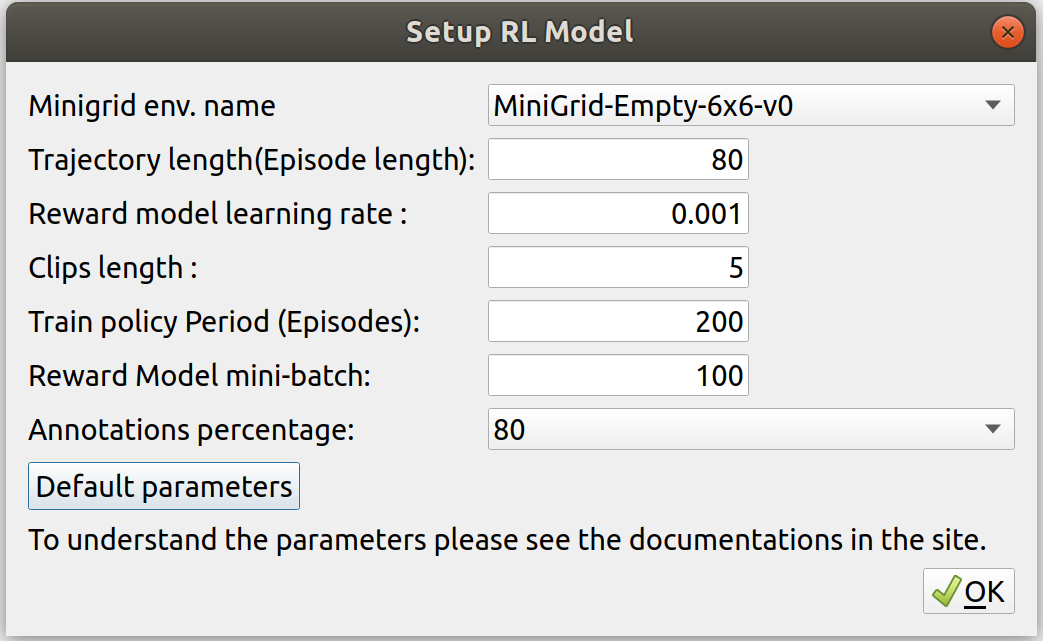 Setup RL Model
Minigrid env. name MiniGrid-Empty-6x6-v0
Trajectory length(Episode length): 80
Reward model learning rate : 0.001
Clips length : 5
Train policy Period (Episodes): 200
Reward Model mini-batch: 100
Annotations percentage: 80
Default parameters
To understand the parameters please see the documentations in the site.
OK